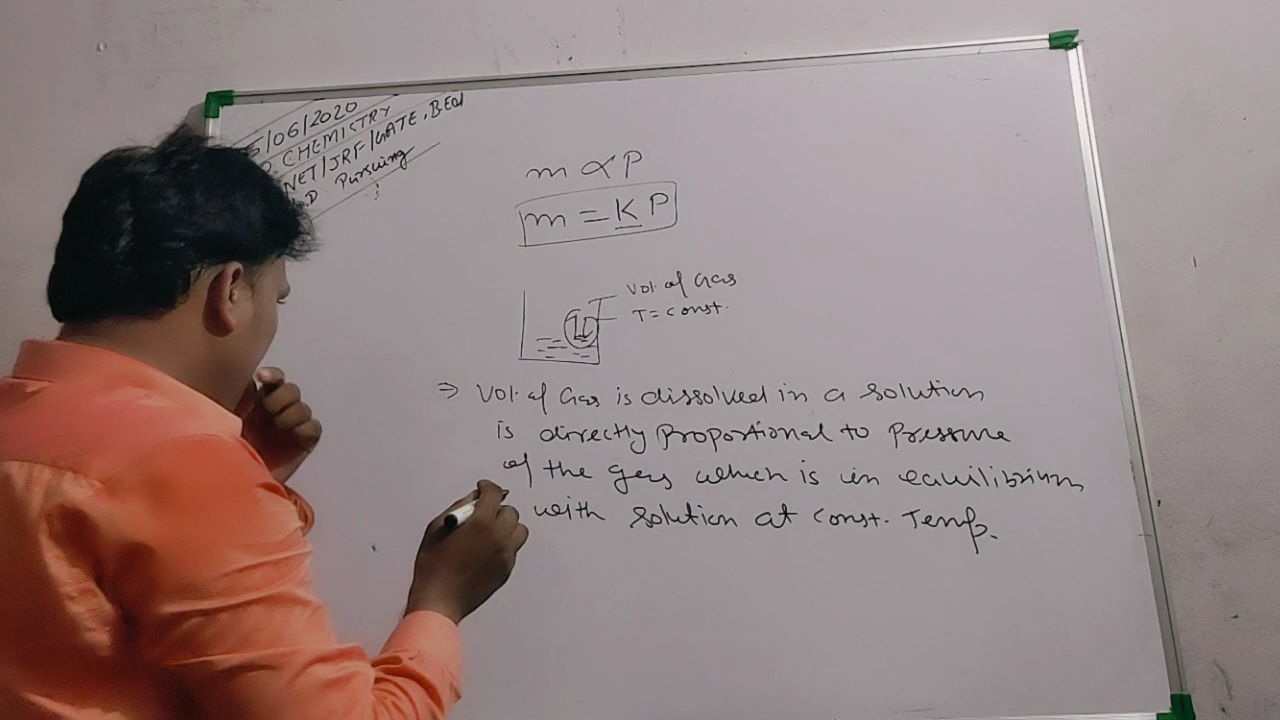 5/06/2020
CHEMISTRY
NET/JRF/GATE, BEd
.D Pursuing
m ∝ P
m = K P
Vol. of Gas
T = const.
⇒ Vol. of Gas is dissolved in a solution
is directly proportional to Pressure
of the gas which is in equilibrium
with solution at const. Temp.